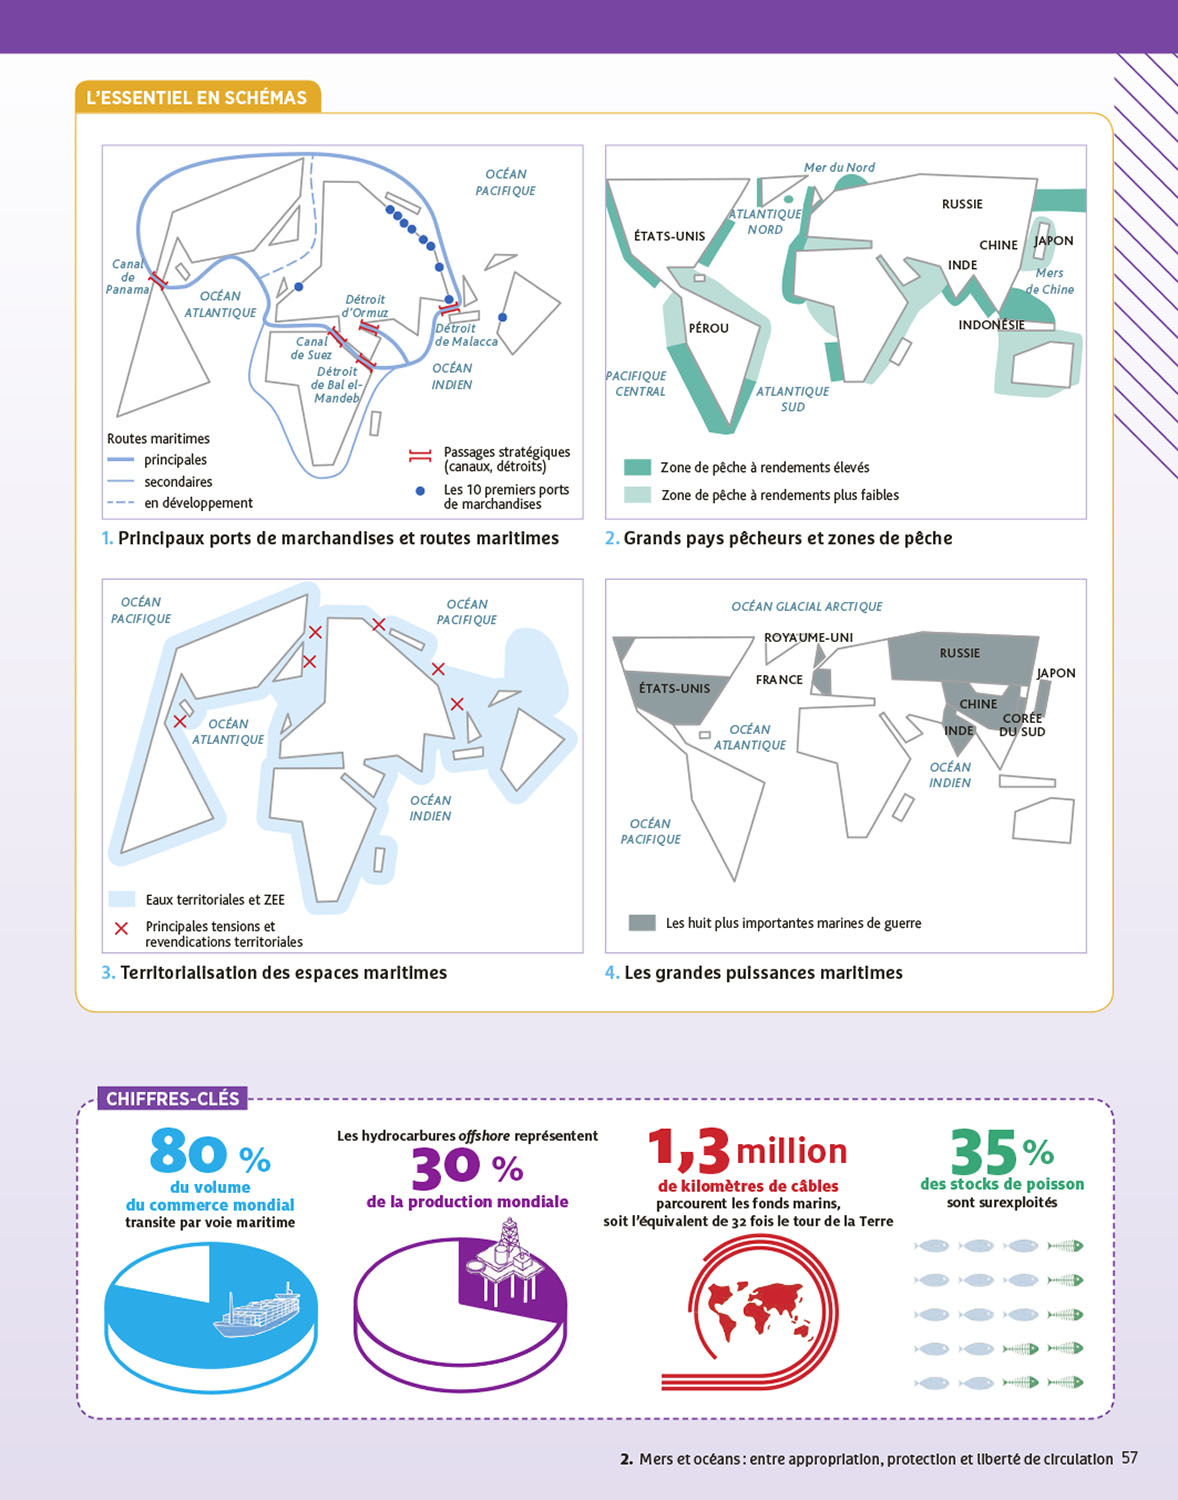 L'ESSENTIEL EN SCHÉMAS
OCÉAN
PACIFIQUE
Canal
de
Panama
OCÉAN
ATLANTIQUE
Détroit
d'Ormuz
Canal
de Suez
Détroit
de Bal el-
Mandeb
Détroit
de Malacca
OCÉAN
INDIEN
Routes maritimes
principales
secondaires
en développement
Passages stratégiques
(canaux, détroits)
Les 10 premiers ports
de marchandises
1. Principaux ports de marchandises et routes maritimes
Mer du Nord
ATLANTIQUE
NORD
ÉTATS-UNIS
RUSSIE
CHINE
JAPON
INDE
Mers
de Chine
PÉROU
INDONÉSIE
PACIFIQUE
CENTRAL
ATLANTIQUE
SUD
Zone de pêche à rendements élevés
Zone de pêche à rendements plus faibles
2. Grands pays pêcheurs et zones de pêche
OCÉAN
PACIFIQUE
OCÉAN
PACIFIQUE
OCÉAN
ATLANTIQUE
OCÉAN
INDIEN
Eaux territoriales et ZEE
Principales tensions et
revendications territoriales
3. Territorialisation des espaces maritimes
OCÉAN GLACIAL ARCTIQUE
ROYAUME-UNI
RUSSIE
FRANCE
JAPON
ÉTATS-UNIS
CHINE
CORÉE
DU SUD
INDE
OCÉAN
ATLANTIQUE
OCÉAN
INDIEN
OCÉAN
PACIFIQUE
Les huit plus importantes marines de guerre
4. Les grandes puissances maritimes
CHIFFRES-CLÉS
80 %
du volume
du commerce mondial
transite par voie maritime
Les hydrocarbures offshore représentent
30 %
de la production mondiale
1,3 million
de kilomètres de câbles
parcourent les fonds marins,
soit l'équivalent de 32 fois le tour de la Terre
35 %
des stocks de poisson
sont surexploités
2. Mers et océans : entre appropriation, protection et liberté de circulation 57